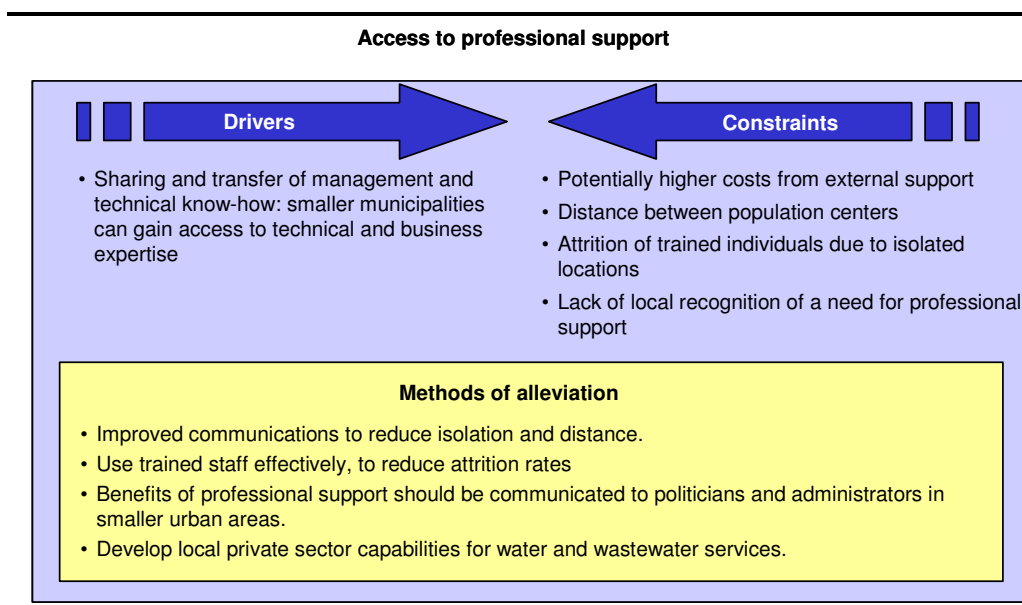 Access to professional support
Drivers
• Sharing and transfer of management and
technical know-how: smaller municipalities
can gain access to technical and business
expertise
Constraints
• Potentially higher costs from external support
• Distance between population centers
• Attrition of trained individuals due to isolated
locations
• Lack of local recognition of a need for professional
support
Methods of alleviation
• Improved communications to reduce isolation and distance.
• Use trained staff effectively, to reduce attrition rates
• Benefits of professional support should be communicated to politicians and administrators in
smaller urban areas.
• Develop local private sector capabilities for water and wastewater services.